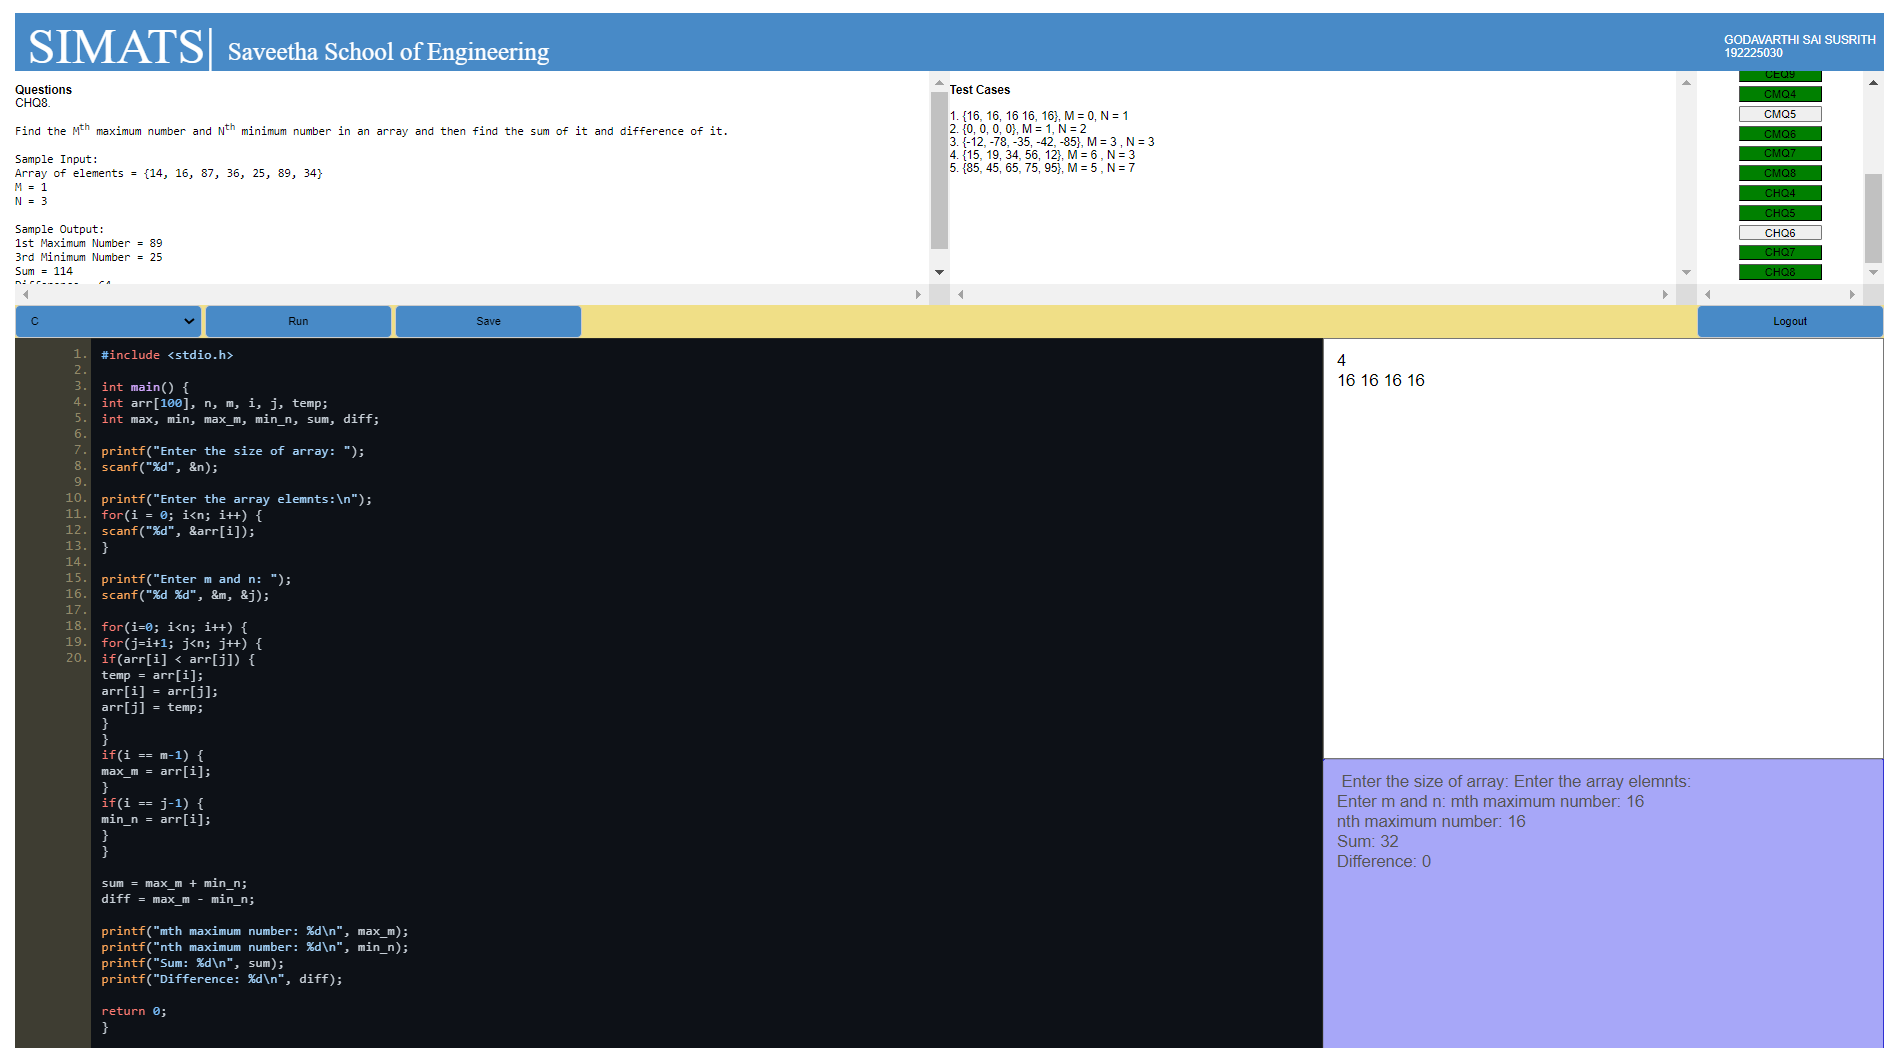 SIMATS| Saveetha School of Engineering
GODAVARTHI SAI SUSRITH
192225030
Questions
CHQ8.
Find the Mth maximum number and Nth minimum number in an array and then find the sum of it and difference of it.
Sample Input:
Array of elements = {14, 16, 87, 36, 25, 89, 34}
M = 1
N = 3
Sample Output:
1st Maximum Number = 89
3rd Minimum Number = 25
Sum = 114
Difference = 64
Test Cases
1. {16, 16, 16 16, 16}, M = 0, N = 1
2. {0, 0, 0, 0}, M = 1, N = 2
3. {-12, -78, -35, -42, -85}, M = 3 , N = 3
4. {15, 19, 34, 56, 12}, M = 6 , N = 3
5. {85, 45, 65, 75, 95}, M = 5 , N = 7
CEQ9
CMQ4
CMQ5
CMQ6
CMQ7
CMQ8
CHQ4
CHQ5
CHQ6
CHQ7
CHQ8
C
Run
Save
Logout
1. #include <stdio.h>
2.
3. int main() {
4. int arr[100], n, m, i, j, temp;
5. int max, min, max_m, min_n, sum, diff;
6.
7. printf("Enter the size of array: ");
8. scanf("%d", &n);
9.
10. printf("Enter the array elemnts:\n");
11. for(i = 0; i<n; i++) {
12. scanf("%d", &arr[i]);
13. }
14.
15. printf("Enter m and n: ");
16. scanf("%d %d", &m, &j);
17.
18. for(i=0; i<n; i++) {
19. for(j=i+1; j<n; j++) {
20. if(arr[i] < arr[j]) {
temp = arr[i];
arr[i] = arr[j];
arr[j] = temp;
}
}
if(i == m-1) {
max_m = arr[i];
}
if(i == j-1) {
min_n = arr[i];
}
}
sum = max_m + min_n;
diff = max_m - min_n;
printf("mth maximum number: %d\n", max_m);
printf("nth maximum number: %d\n", min_n);
printf("Sum: %d\n", sum);
printf("Difference: %d\n", diff);
return 0;
}
4
16 16 16 16
Enter the size of array: Enter the array elemnts:
Enter m and n: mth maximum number: 16
nth maximum number: 16
Sum: 32
Difference: 0